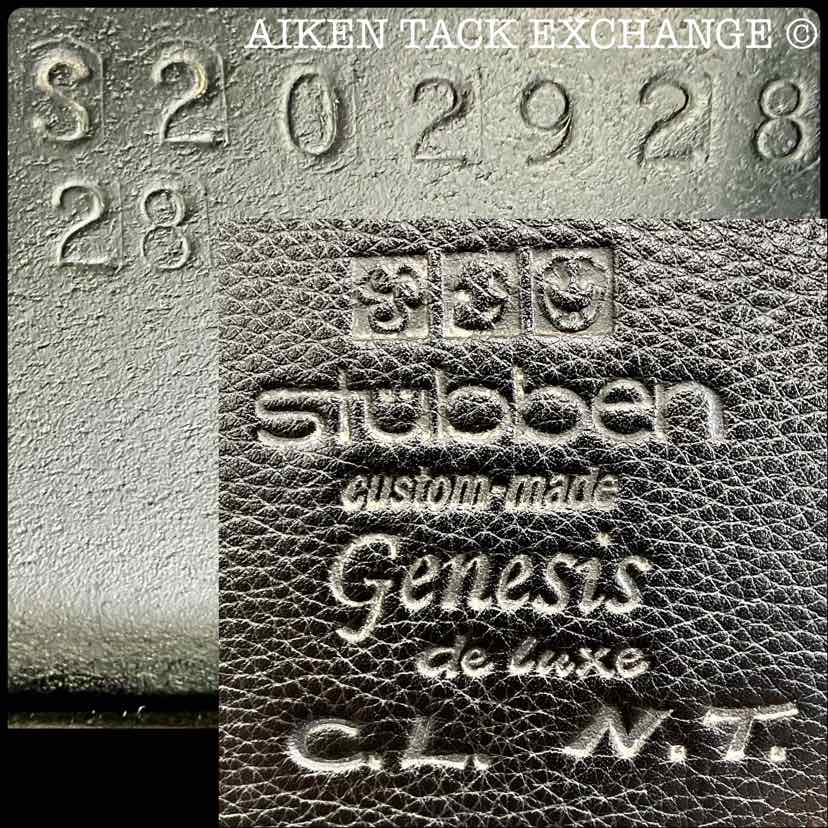 AIKEN TACK EXCHANGE ©
S202928
28
stübben
custom-made
Genesis
de luxe
C.L. N.T.